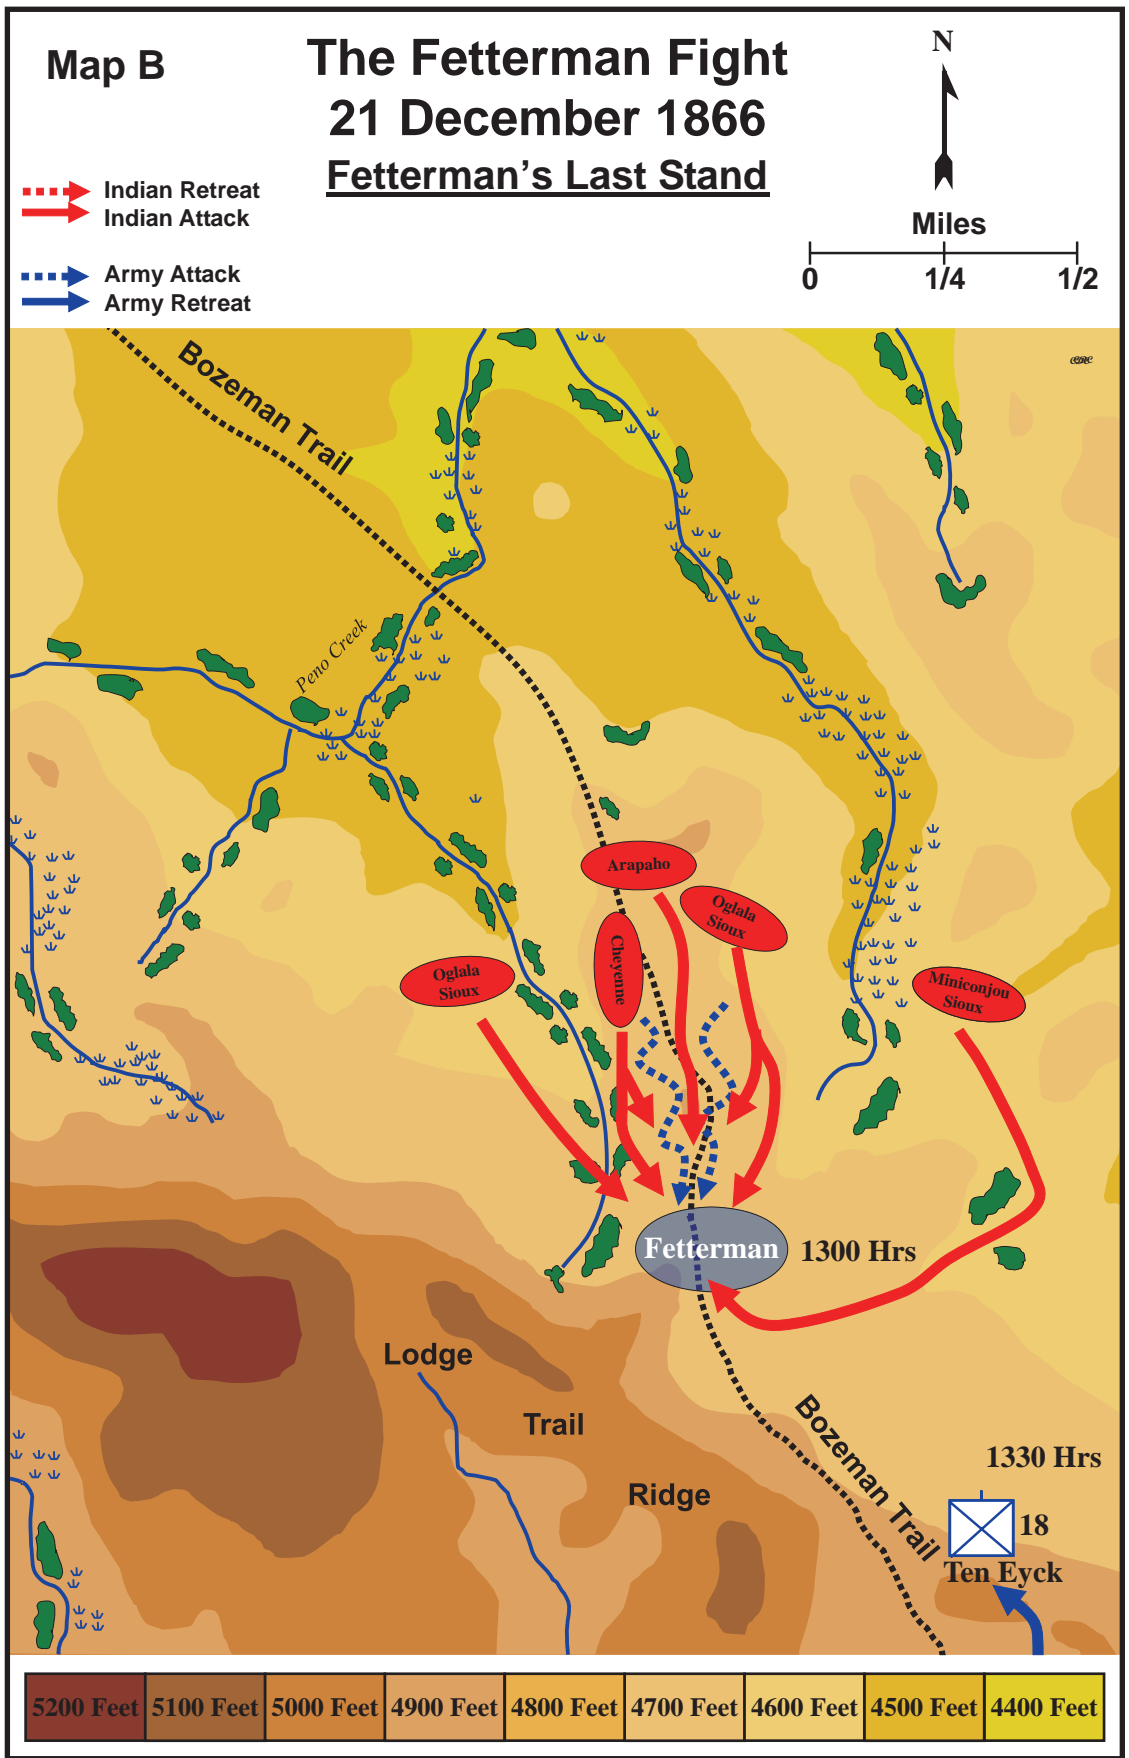 Map B
The Fetterman Fight
21 December 1866
Fetterman's Last Stand
N
Miles
0 1/4 1/2
Indian Retreat
Indian Attack
Army Attack
Army Retreat
Bozeman Trail
Peno Creek
Arapaho
Oglala
Sioux
Cheyenne
Oglala
Sioux
Miniconjou
Sioux
Fetterman
1300 Hrs
Lodge
Trail
Ridge
Bozeman Trail
1330 Hrs
18
Ten Eyck
5200 Feet 5100 Feet 5000 Feet 4900 Feet 4800 Feet 4700 Feet 4600 Feet 4500 Feet 4400 Feet